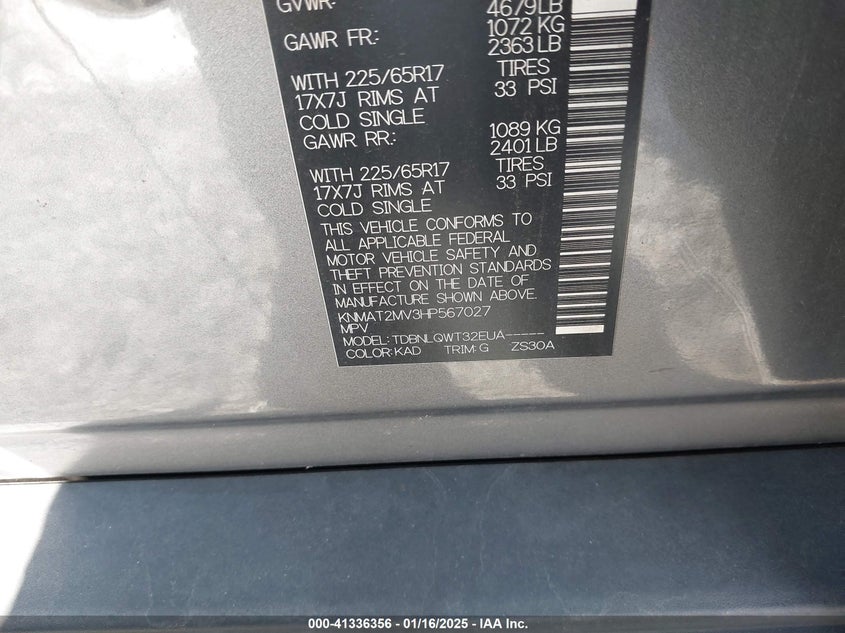 GVWR: 4679LB
GAWR FR: 1072 KG
2363 LB
WITH 225/65R17 TIRES
17X7J RIMS AT 33 PSI
COLD SINGLE
GAWR RR: 1089 KG
2401 LB
WITH 225/65R17 TIRES
17X7J RIMS AT 33 PSI
COLD SINGLE
THIS VEHICLE CONFORMS TO
ALL APPLICABLE FEDERAL
MOTOR VEHICLE SAFETY AND
THEFT PREVENTION STANDARDS
IN EFFECT ON THE DATE OF
MANUFACTURE SHOWN ABOVE.
KNMAT2MV3HP567027
MPV
MODEL: TDBNLQWT32EUA-----
COLOR: KAD TRIM: G ZS30A
000-41336356 - 01/16/2025 - IAA Inc.